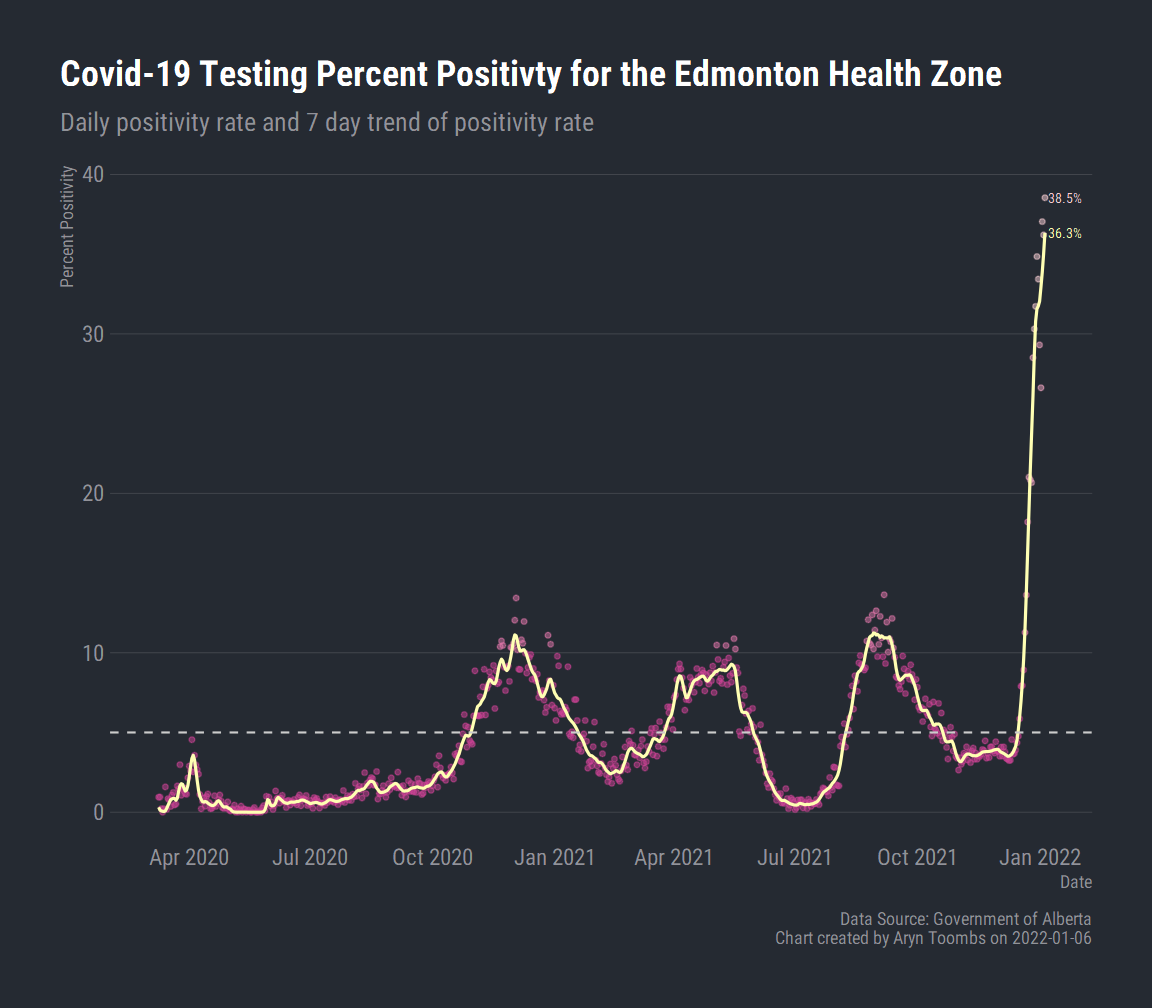 Covid-19 Testing Percent Positivty for the Edmonton Health Zone
Daily positivity rate and 7 day trend of positivity rate
Percent Positivity
40
30
20
10
0
38.5%
36.3%
Apr 2020 Jul 2020 Oct 2020 Jan 2021 Apr 2021 Jul 2021 Oct 2021 Jan 2022
Date
Data Source: Government of Alberta
Chart created by Aryn Toombs on 2022-01-06